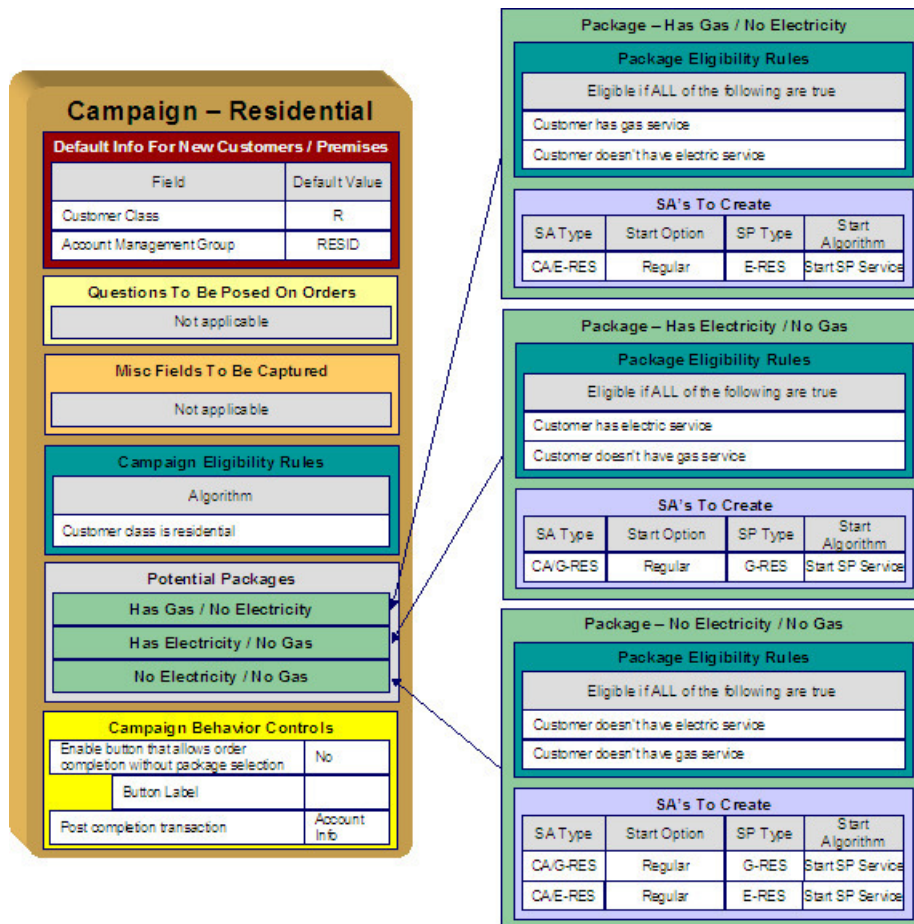 Campaign – Residential
Default Info For New Customers / Premises
Field Default Value
Customer Class R
Account Management Group RESID
Questions To Be Posed On Orders
Not applicable
Misc Fields To Be Captured
Not applicable
Campaign Eligibility Rules
Algorithm
Customer class is residential
Potential Packages
Has Gas / No Electricity
Has Electricity / No Gas
No Electricity / No Gas
Campaign Behavior Controls
Enable button that allows order
completion without package selection No
Button Label
Post completion transaction Account
Info
Package – Has Gas / No Electricity
Package Eligibility Rules
Eligible if ALL of the following are true
Customer has gas service
Customer doesn't have electric service
SA's To Create
SA Type Start Option SP Type Start
Algorithm
CA/E-RES Regular E-RES Start SP Service
Package – Has Electricity / No Gas
Package Eligibility Rules
Eligible if ALL of the following are true
Customer has electric service
Customer doesn't have gas service
SA's To Create
SA Type Start Option SP Type Start
Algorithm
CA/G-RES Regular G-RES Start SP Service
Package – No Electricity / No Gas
Package Eligibility Rules
Eligible if ALL of the following are true
Customer doesn't have electric service
Customer doesn't have gas service
SA's To Create
SA Type Start Option SP Type Start
Algorithm
CA/G-RES Regular G-RES Start SP Service
CA/E-RES Regular E-RES Start SP Service